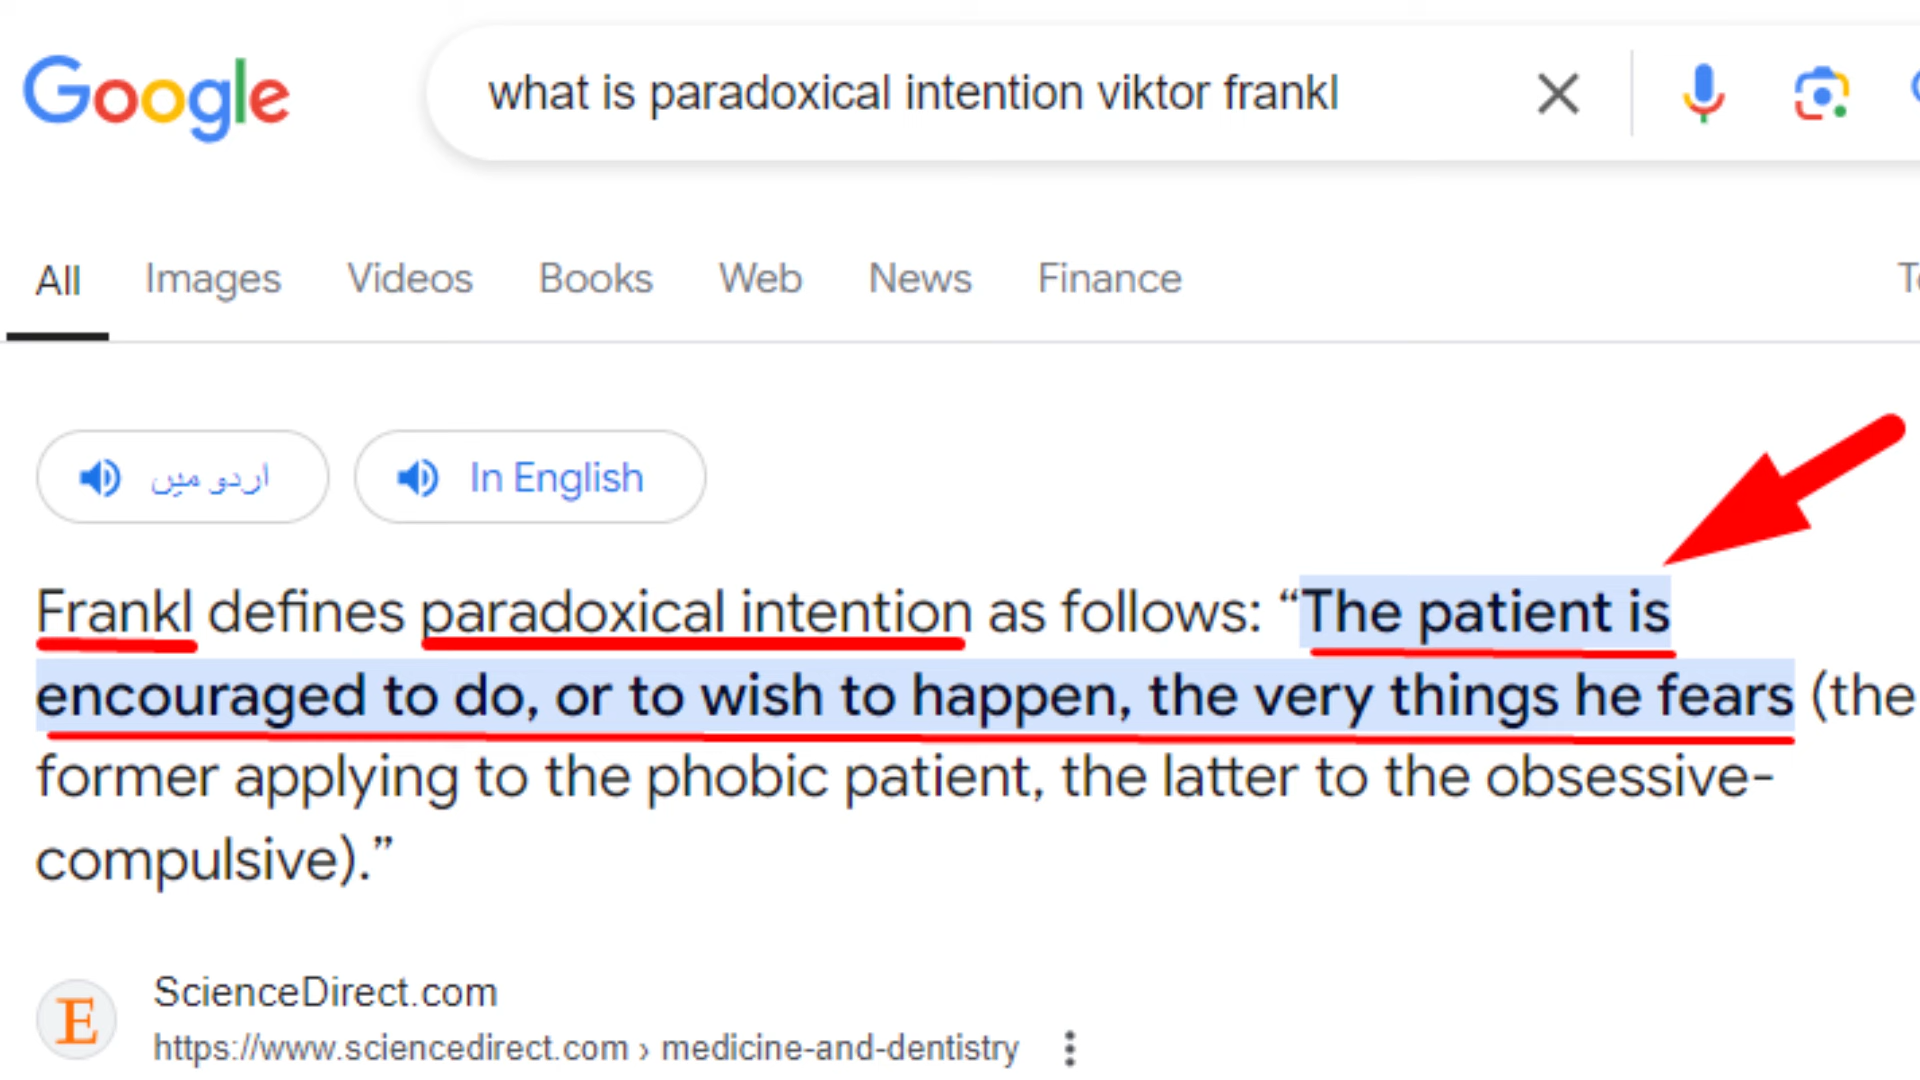 Google
what is paradoxical intention viktor frankl
All Images Videos Books Web News Finance
اردو میں In English
Frankl defines paradoxical intention as follows: “The patient is
encouraged to do, or to wish to happen, the very things he fears (the
former applying to the phobic patient, the latter to the obsessive-
compulsive).”
E
ScienceDirect.com
https://www.sciencedirect.com › medicine-and-dentistry